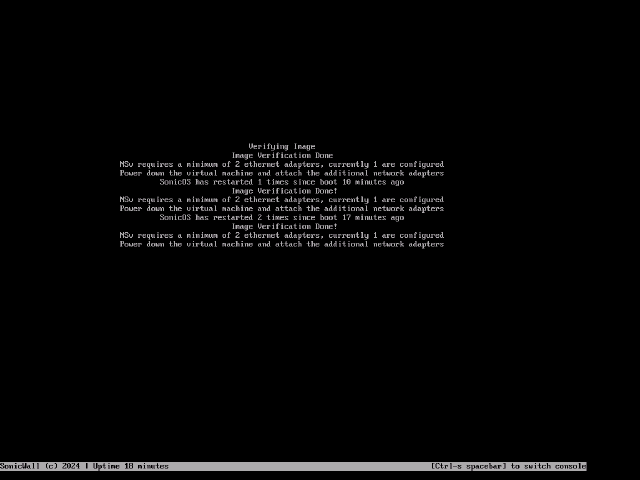 Verifying Image
Image Verification Done
NSv requires a minimum of 2 ethernet adapters, currently 1 are configured
Power down the virtual machine and attach the additional network adapters
SonicOS has restarted 1 times since boot 10 minutes ago
Image Verification Done!
NSv requires a minimum of 2 ethernet adapters, currently 1 are configured
Power down the virtual machine and attach the additional network adapters
SonicOS has restarted 2 times since boot 17 minutes ago
Image Verification Done!
NSv requires a minimum of 2 ethernet adapters, currently 1 are configured
Power down the virtual machine and attach the additional network adapters
SonicWall (c) 2024 | Uptime 18 minutes [Ctrl-s spacebar] to switch console